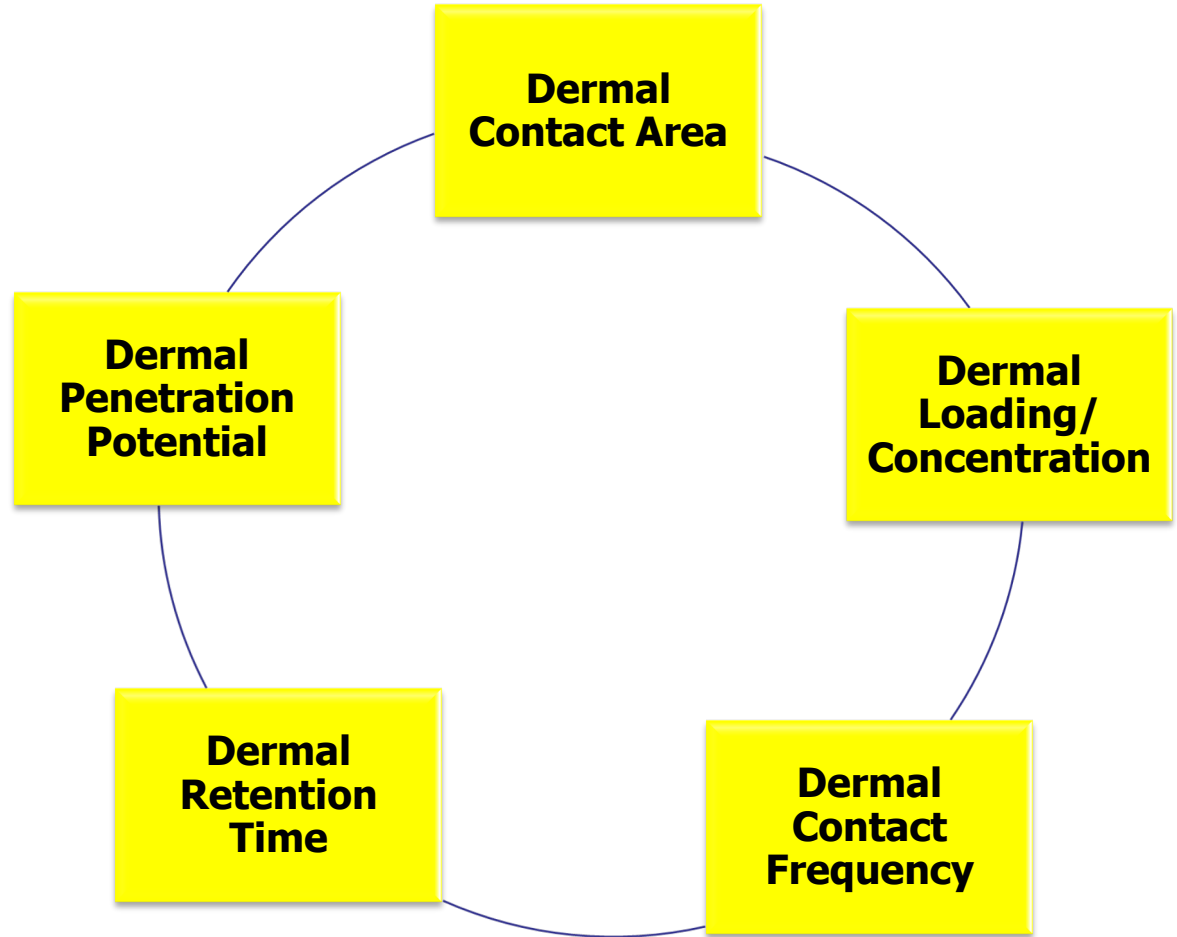 Dermal
Contact Area
Dermal
Loading/
Concentration
Dermal
Contact
Frequency
Dermal
Retention
Time
Dermal
Penetration
Potential